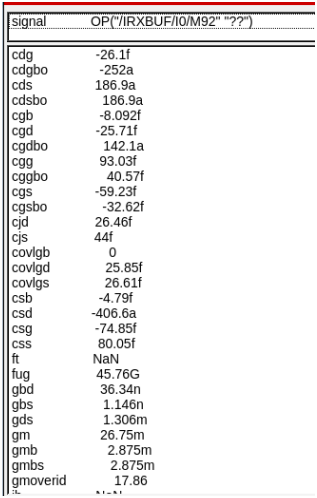 signal OP("/IRXBUF/I0/M92" "??")
cdg -26.1f
cdgbo -252a
cds 186.9a
cdsbo 186.9a
cgb -8.092f
cgd -25.71f
cgdbo 142.1a
cgg 93.03f
cggbo 40.57f
cgs -59.23f
cgsbo -32.62f
cjd 26.46f
cjs 44f
covlgb 0
covlgd 25.85f
covlgs 26.61f
csb -4.79f
csd -406.6a
csg -74.85f
css 80.05f
ft NaN
fug 45.76G
gbd 36.34n
gbs 1.146n
gds 1.306m
gm 26.75m
gmb 2.875m
gmbs 2.875m
gmoverid 17.86